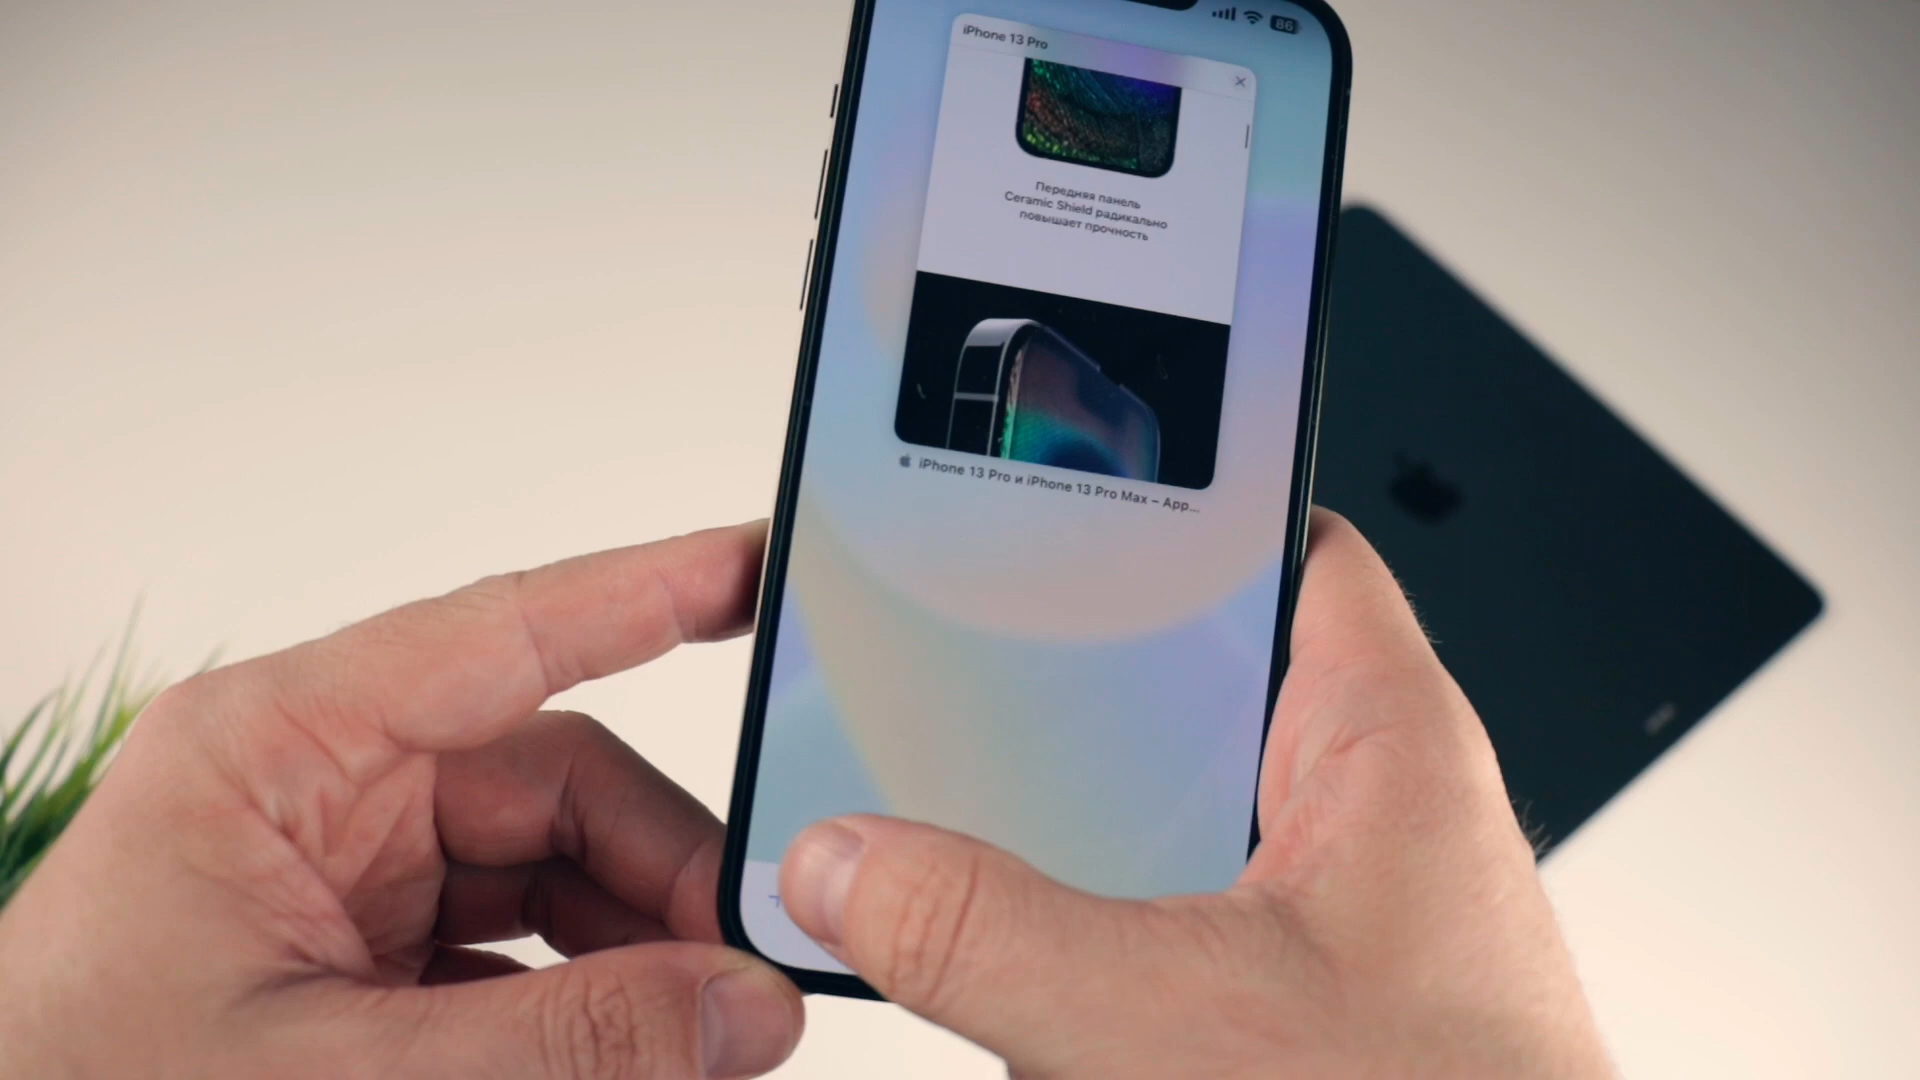 86
iPhone 13 Pro
Передняя панель
Ceramic Shield радикально
повышает прочность
iPhone 13 Pro и iPhone 13 Pro Max – App...